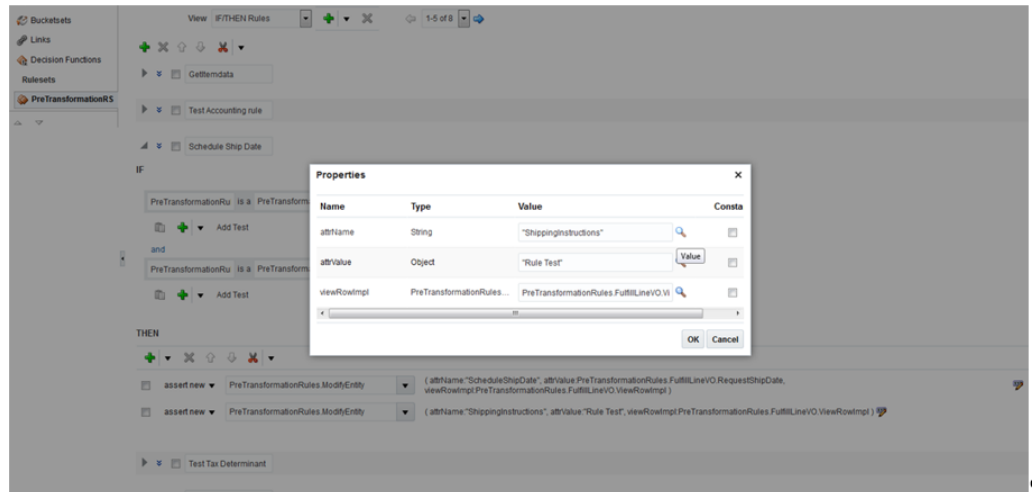 Bucketsets
Links
Decision Functions
Rulesets
PreTransformationRS
View IF/THEN Rules 1-5 of 8
GetItemdata
Test Accounting rule
Schedule Ship Date
IF
PreTransformationRu is a PreTransform
Add Test
and
PreTransformationRu is a PreTransform
Add Test
Properties
Name Type Value Consta
attrName String "ShippingInstructions"
attrValue Object "Rule Test" Value
viewRowImpl PreTransformationRules... PreTransformationRules.FulfillLineVO.Vi
OK Cancel
THEN
assert new PreTransformationRules.ModifyEntity ( attrName:"ScheduleShipDate", attrValue:PreTransformationRules.FulfillLineVO.RequestShipDate,
viewRowImpl:PreTransformationRules.FulfillLineVO.ViewRowImpl )
assert new PreTransformationRules.ModifyEntity ( attrName:"ShippingInstructions", attrValue:"Rule Test", viewRowImpl:PreTransformationRules.FulfillLineVO.ViewRowImpl )
Test Tax Determinant